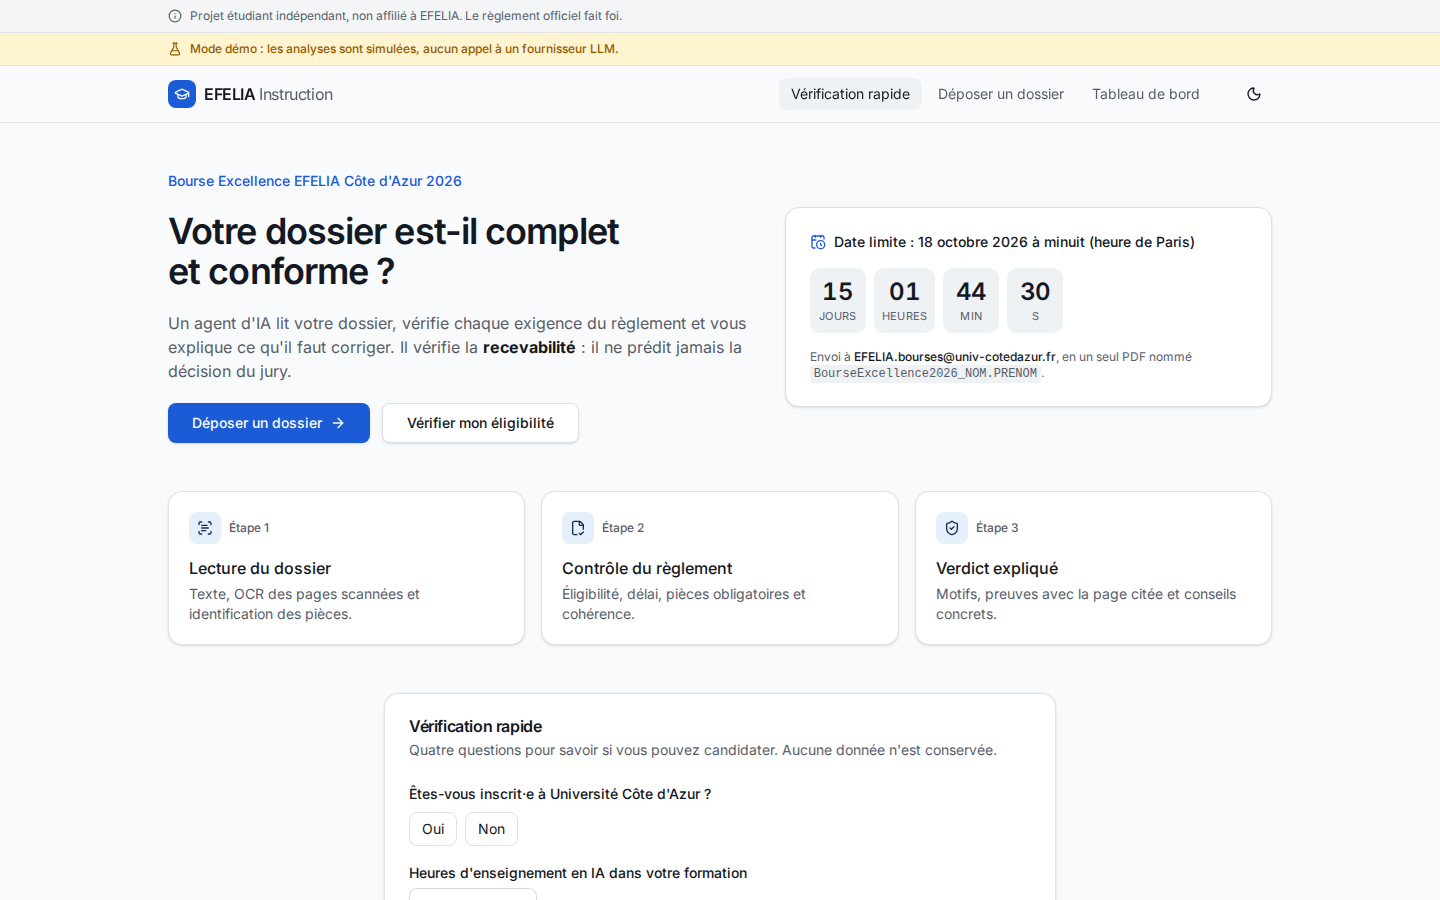 Projet étudiant indépendant, non affilié à EFELIA. Le règlement officiel fait foi.
Mode démo : les analyses sont simulées, aucun appel à un fournisseur LLM.
EFELIA Instruction
Vérification rapide
Déposer un dossier
Tableau de bord
Bourse Excellence EFELIA Côte d'Azur 2026
Votre dossier est-il complet
et conforme ?
Un agent d'IA lit votre dossier, vérifie chaque exigence du règlement et vous
explique ce qu'il faut corriger. Il vérifie la recevabilité : il ne prédit jamais la
décision du jury.
Déposer un dossier
Vérifier mon éligibilité
Date limite : 18 octobre 2026 à minuit (heure de Paris)
15 01 44 30
JOURS HEURES MIN S
Envoi à EFELIA.bourses@univ-cotedazur.fr, en un seul PDF nommé
BourseExcellence2026_NOM.PRENOM.
Étape 1
Lecture du dossier
Texte, OCR des pages scannées et
identification des pièces.
Étape 2
Contrôle du règlement
Éligibilité, délai, pièces obligatoires et
cohérence.
Étape 3
Verdict expliqué
Motifs, preuves avec la page citée et conseils
concrets.
Vérification rapide
Quatre questions pour savoir si vous pouvez candidater. Aucune donnée n'est conservée.
Êtes-vous inscrit·e à Université Côte d'Azur ?
Oui
Non
Heures d'enseignement en IA dans votre formation